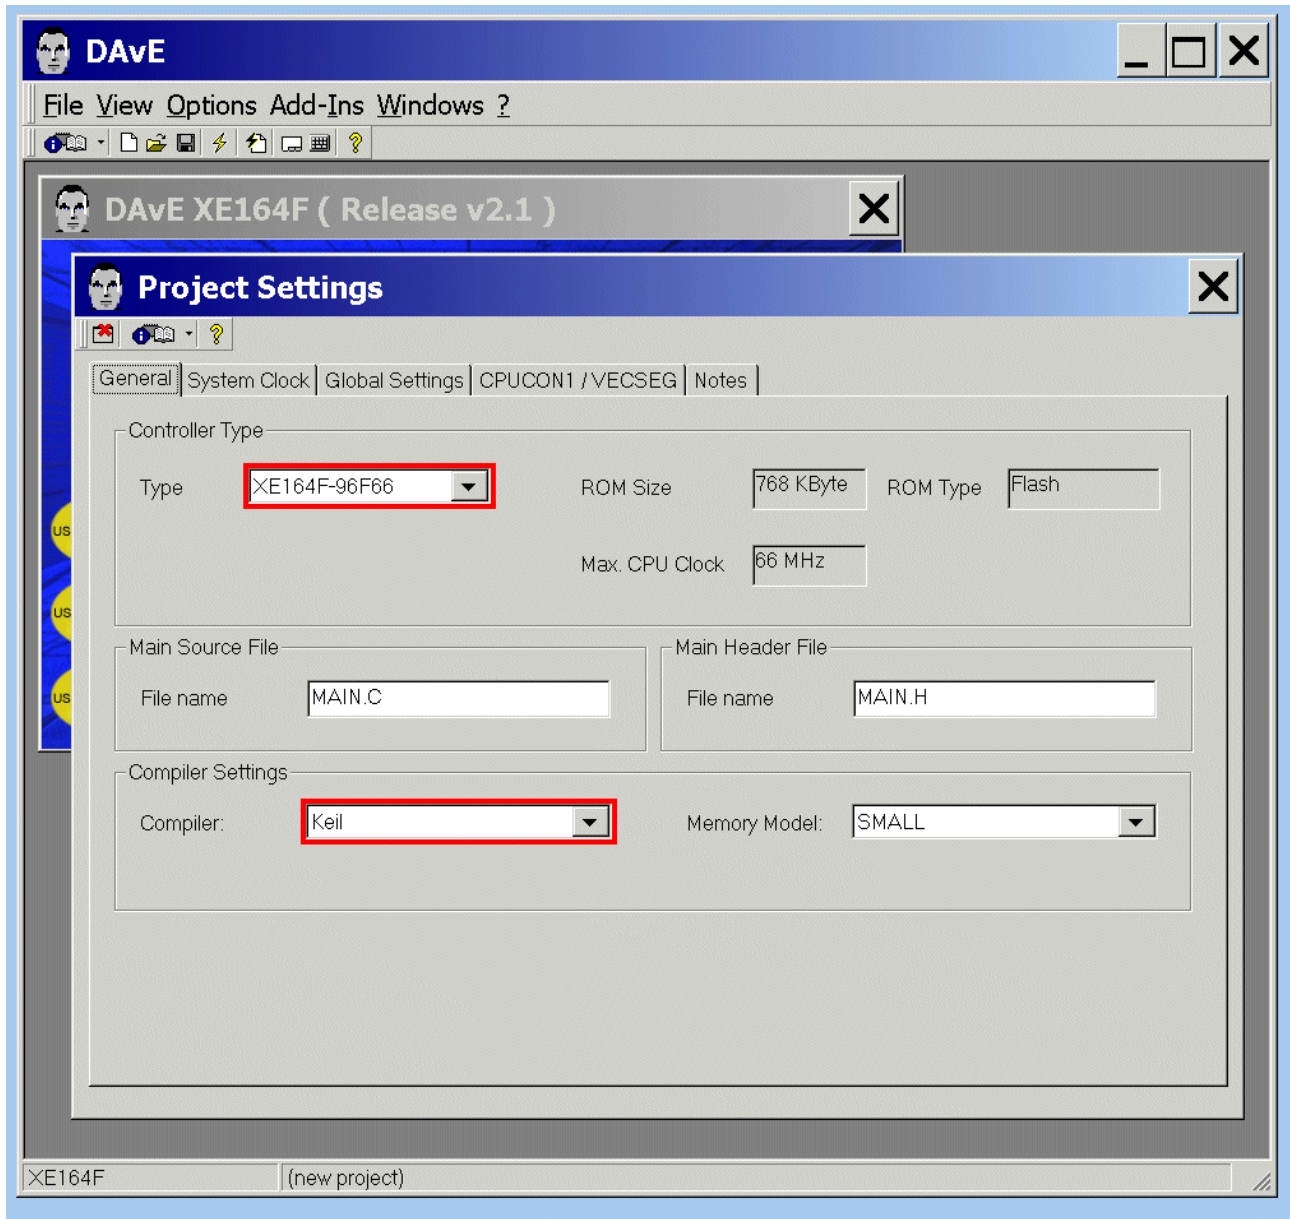 DAvE
File View Options Add-Ins Windows ?
DAvE XE164F ( Release v2.1 )
Project Settings
General System Clock Global Settings CPUCON1 / VECSEG Notes
Controller Type
Type XE164F-96F66 ROM Size 768 KByte ROM Type Flash
Max. CPU Clock 66 MHz
US
US
US
Main Source File Main Header File
File name MAIN.C File name MAIN.H
Compiler Settings
Compiler: Keil Memory Model: SMALL
XE164F (new project)